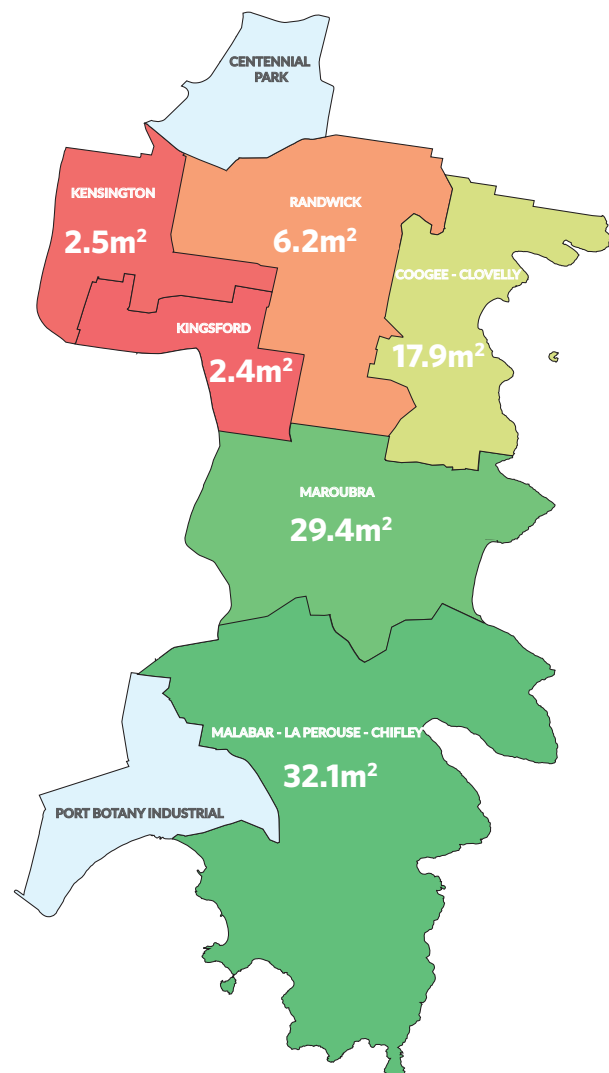 CENTENNIAL
PARK
KENSINGTON
2.5m²
RANDWICK
6.2m²
COOGEE - CLOVELLY
17.9m²
KINGSFORD
2.4m²
MAROUBRA
29.4m²
MALABAR - LA PEROUSE - CHIFLEY
32.1m²
PORT BOTANY INDUSTRIAL